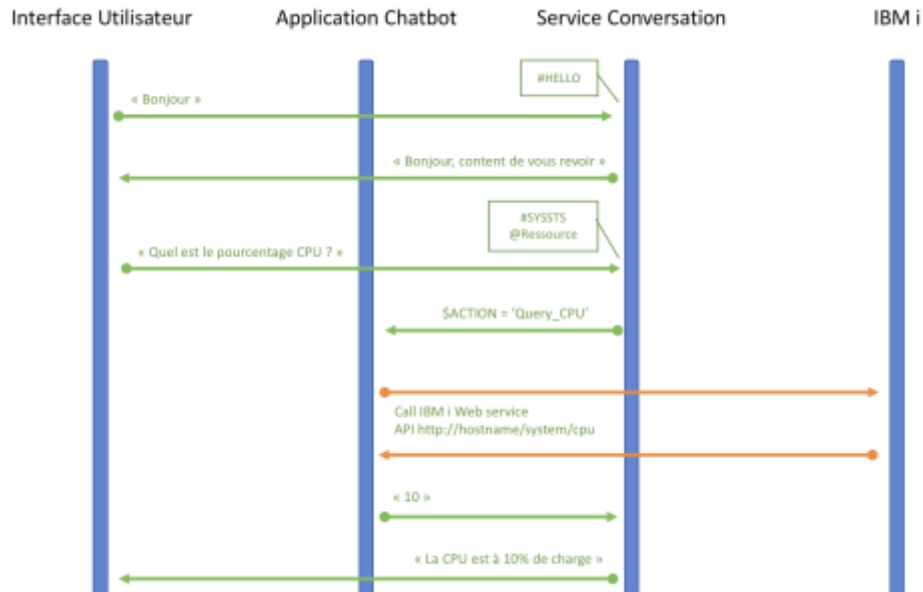 Interface Utilisateur
Application Chatbot
Service Conversation
IBM i
#HELLO
« Bonjour »
« Bonjour, content de vous revoir »
#SYSSTS
@Ressource
« Quel est le pourcentage CPU ? »
$ACTION = 'Query_CPU'
Call IBM i Web service
API http://hostname/system/cpu
« 10 »
« La CPU est à 10% de charge »